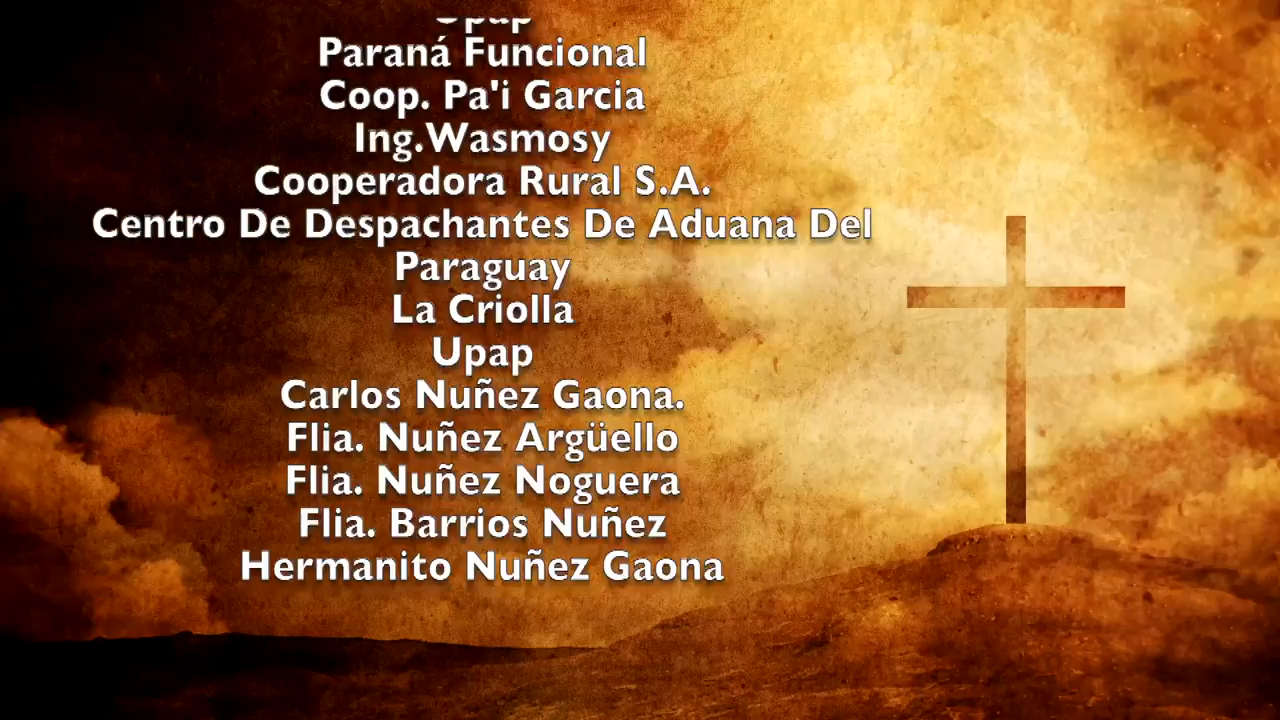 Paraná Funcional
Coop. Pa'i Garcia
Ing.Wasmosy
Cooperadora Rural S.A.
Centro De Despachantes De Aduana Del
Paraguay
La Criolla
Upap
Carlos Nuñez Gaona.
Flia. Nuñez Argüello
Flia. Nuñez Noguera
Flia. Barrios Nuñez
Hermanito Nuñez Gaona